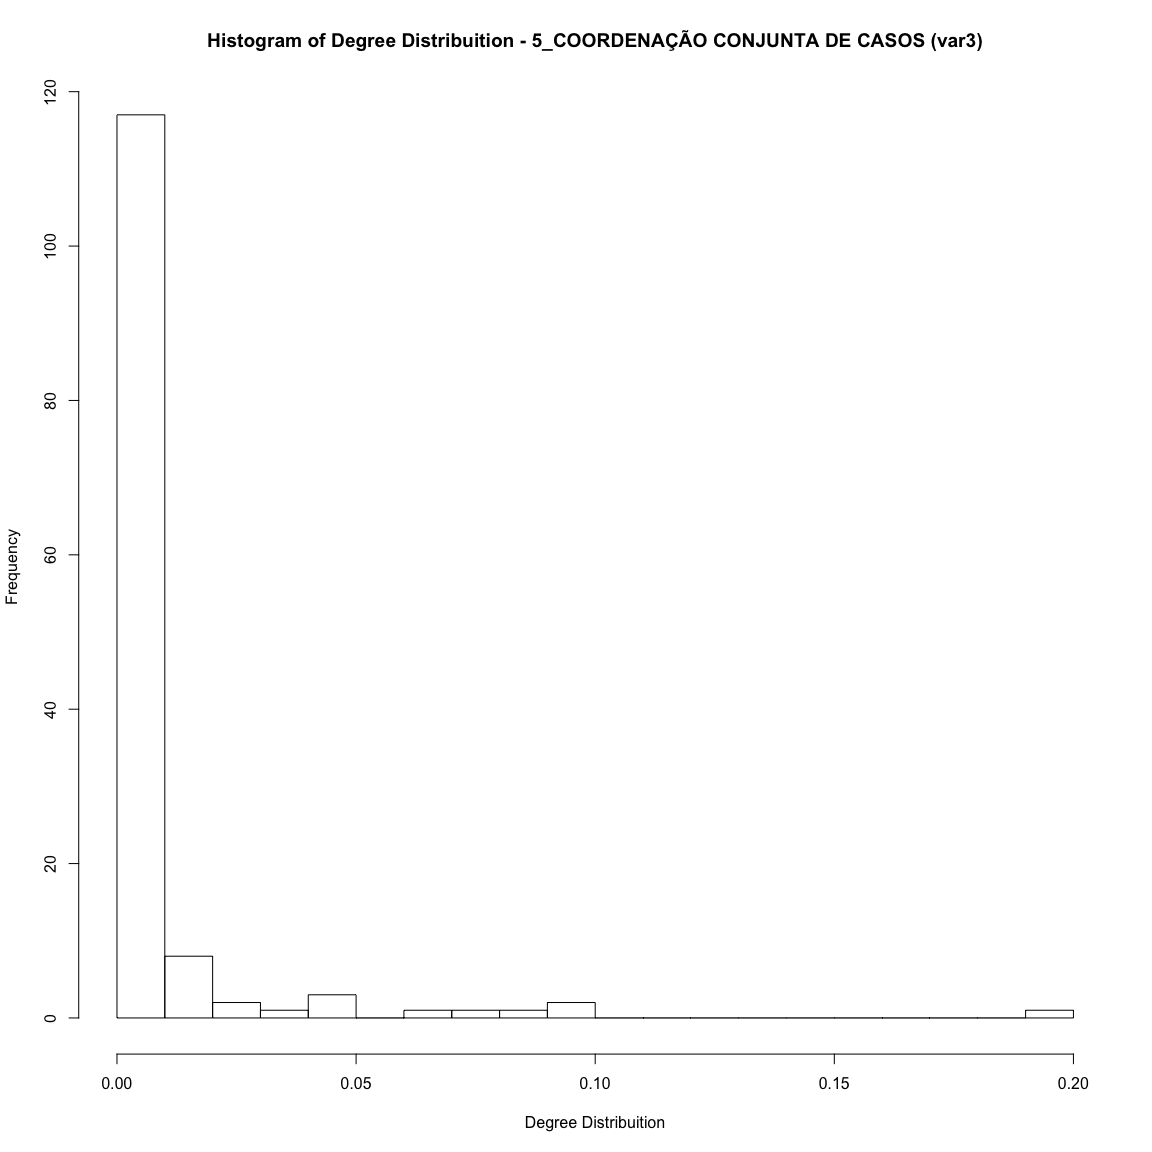 Histogram of Degree Distribuition - 5_COORDENAÇÃO CONJUNTA DE CASOS (var3)
Frequency
120
100
80
60
40
20
0
0.00 0.05 0.10 0.15 0.20
Degree Distribuition